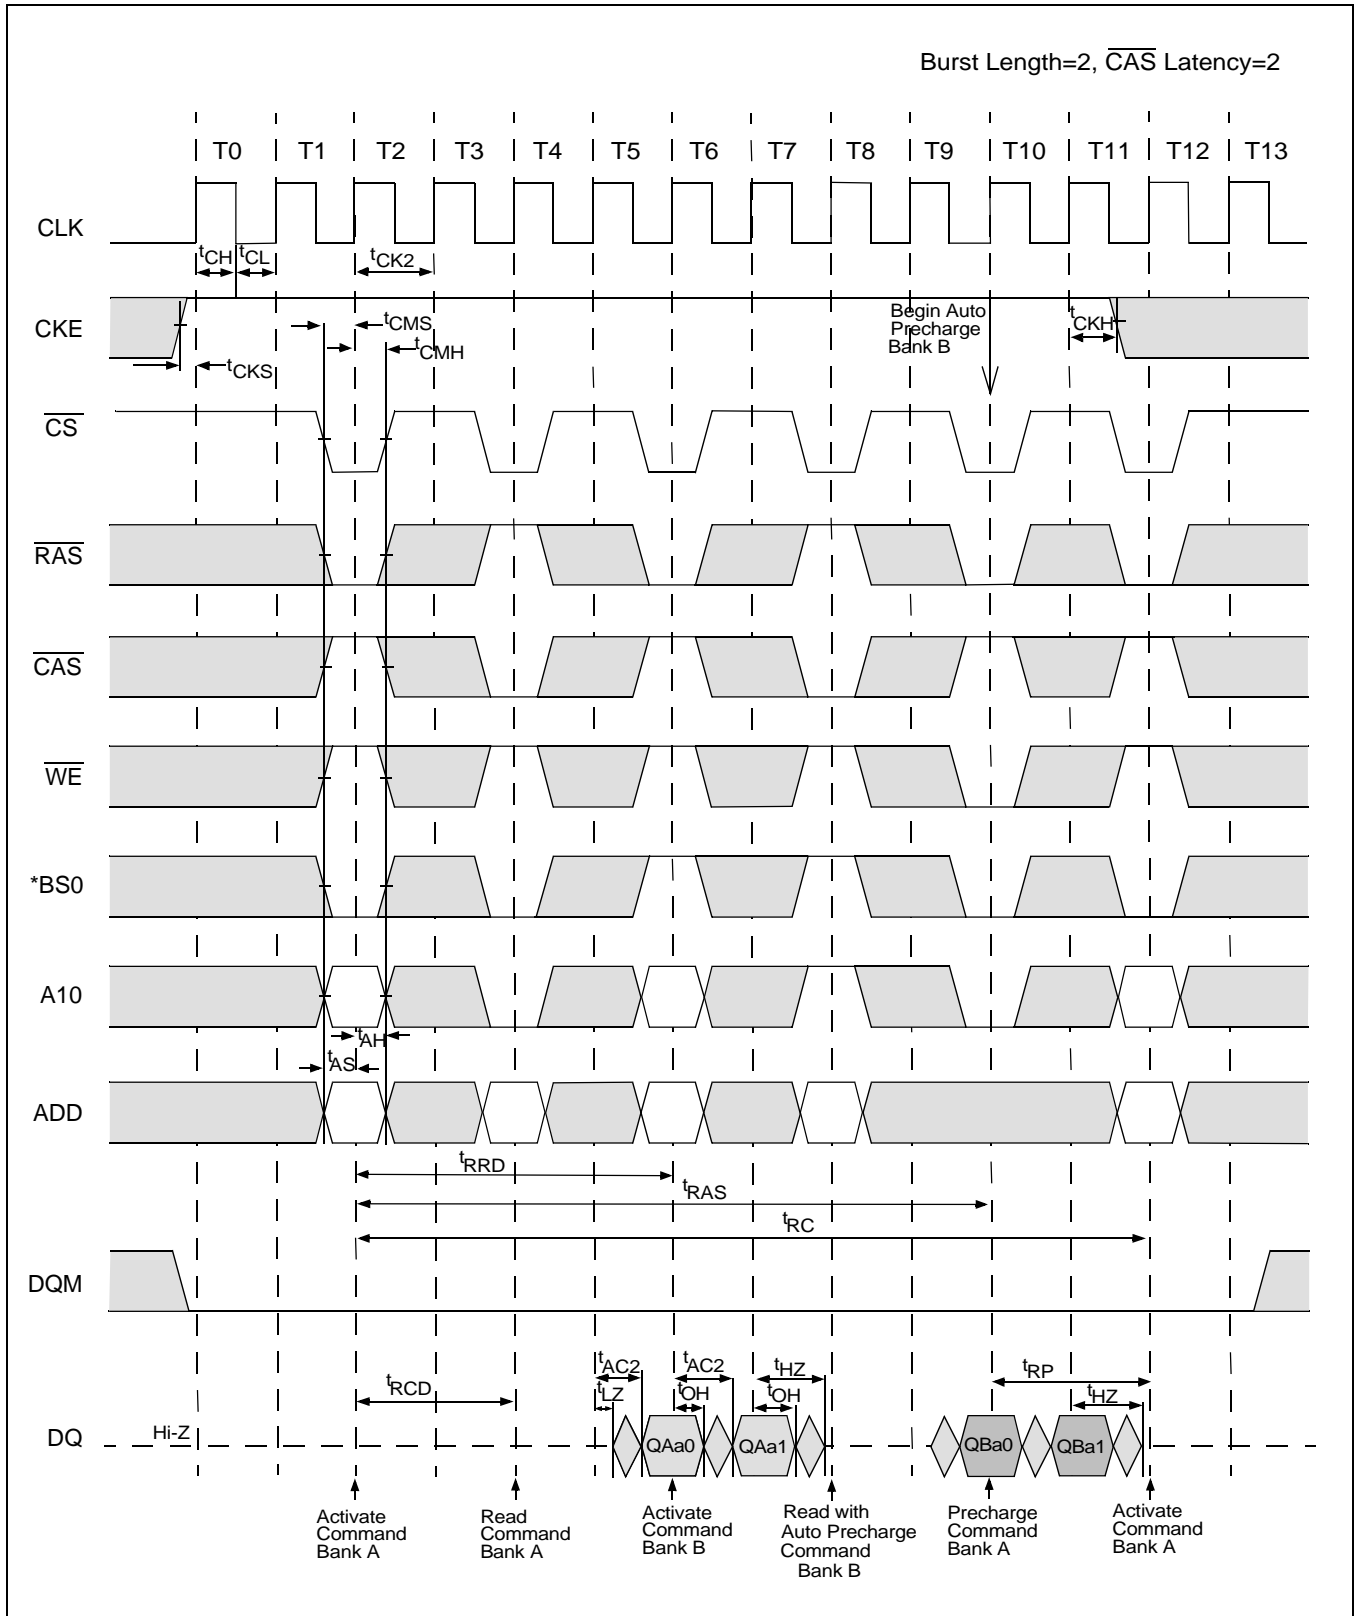 Burst Length=2, CAS Latency=2
T0 T1 T2 T3 T4 T5 T6 T7 T8 T9 T10 T11 T12 T13
CLK
tCH tCL tCK2
CKE
tCMS
tCMH
tCKS
Begin Auto
Precharge
Bank B
tCKH
CS
RAS
CAS
WE
*BS0
A10
tAH
tAS
ADD
tRRD
tRAS
tRC
DQM
tRCD
tAC2 tAC2 tHZ
tLZ tOH tOH
tRP
tHZ
DQ
Hi-Z
QAa0 QAa1 QBa0 QBa1
Activate
Command
Bank A
Read
Command
Bank A
Activate
Command
Bank B
Read with
Auto Precharge
Command
Bank B
Precharge
Command
Bank A
Activate
Command
Bank A